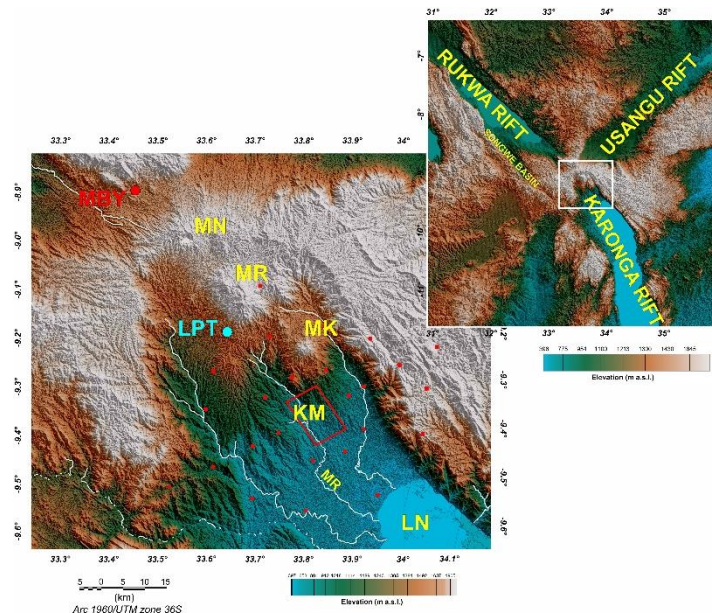 31° 32° 33° 34° 35°
-7°
-8°
-9°
-10°
-11°
-12°
RUKWA RIFT
USANGU RIFT
SONGWE BASIN
KARONGA RIFT
31° 32° 33° 34° 35°
Elevation (m a.s.l.)
33.3° 33.4° 33.5° 33.6° 33.7° 33.8° 33.9° 34°
-8.9°
-9.0°
-9.1°
-9.2°
-9.3°
-9.4°
-9.5°
-9.6°
MBY
MN
MR
LPT
MK
KM
MR
LN
-9.3°
-9.4°
-9.5°
-9.6°
33.3° 33.4° 33.5° 33.6° 33.7° 33.8° 33.9° 34° 34.1°
5 0 5 10 15
(km)
Arc 1960/UTM zone 36S
Elevation (m a.s.l.)